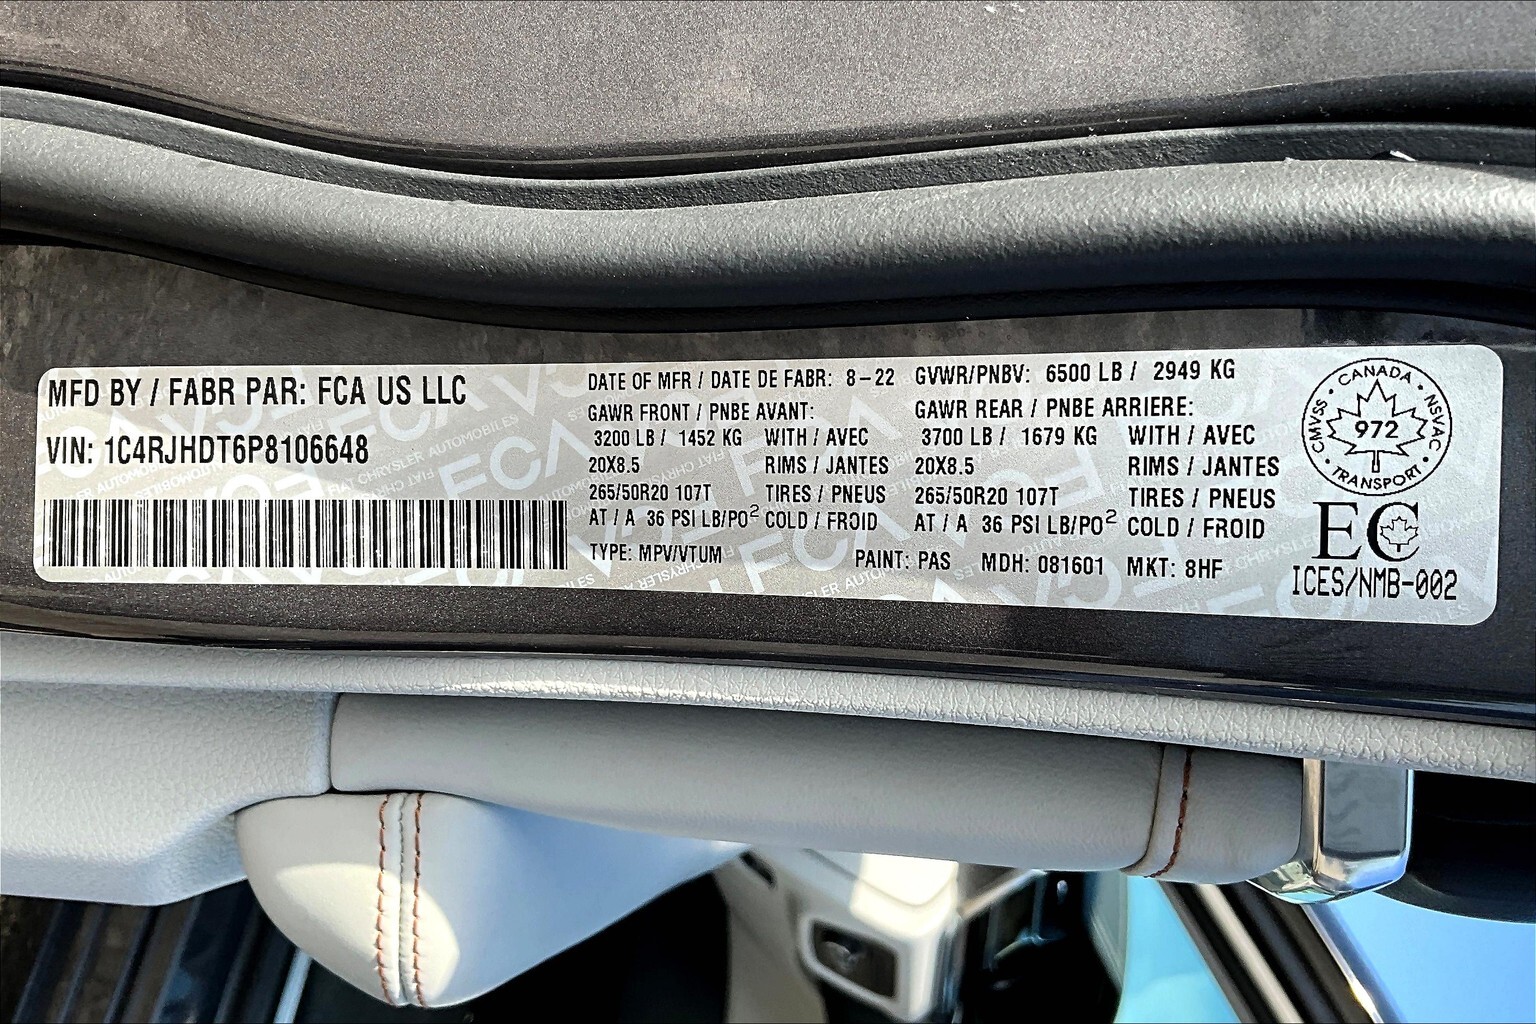 MFD BY / FABR PAR: FCA US LLC
VIN: 1C4RJHDT6P8106648
DATE OF MFR / DATE DE FABR: 8-22 GVWR/PNBV: 6500 LB / 2949 KG
GAWR FRONT / PNBE AVANT: GAWR REAR / PNBE ARRIERE:
3200 LB / 1452 KG WITH / AVEC 3700 LB / 1679 KG WITH / AVEC
20X8.5 RIMS / JANTES 20X8.5 RIMS / JANTES
265/50R20 107T TIRES / PNEUS 265/50R20 107T TIRES / PNEUS
AT / A 36 PSI LB/PO² COLD / FROID AT / A 36 PSI LB/PO² COLD / FROID
TYPE: MPV/VTUM PAINT: PAS MDH: 081601 MKT: 8HF
CANADA
CMVSS · NSVAC
972
TRANSPORT
EC
ICES/NMB-002
FCA
FIAT CHRYSLER AUTOMOBILES